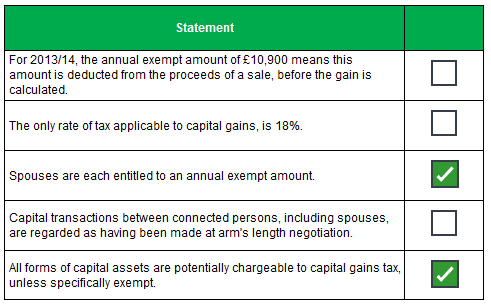 Statement
For 2013/14, the annual exempt amount of £10,900 means this
amount is deducted from the proceeds of a sale, before the gain is
calculated.
The only rate of tax applicable to capital gains, is 18%.
Spouses are each entitled to an annual exempt amount.
Capital transactions between connected persons, including spouses,
are regarded as having been made at arm's length negotiation.
All forms of capital assets are potentially chargeable to capital gains tax,
unless specifically exempt.